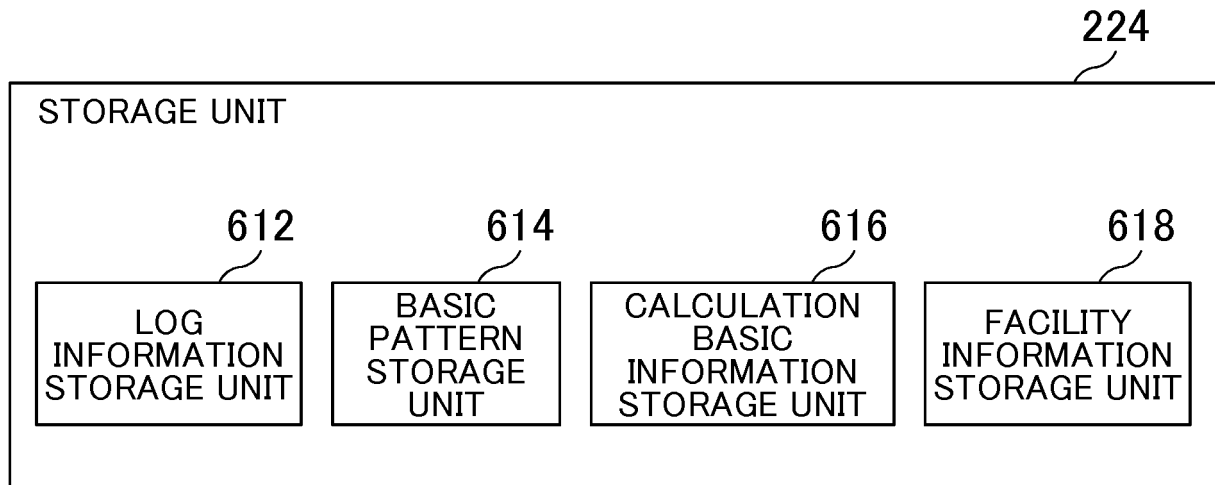 224
STORAGE UNIT
612
614
616
618
LOG
INFORMATION
STORAGE UNIT
BASIC
PATTERN
STORAGE
UNIT
CALCULATION
BASIC
INFORMATION
STORAGE UNIT
FACILITY
INFORMATION
STORAGE UNIT